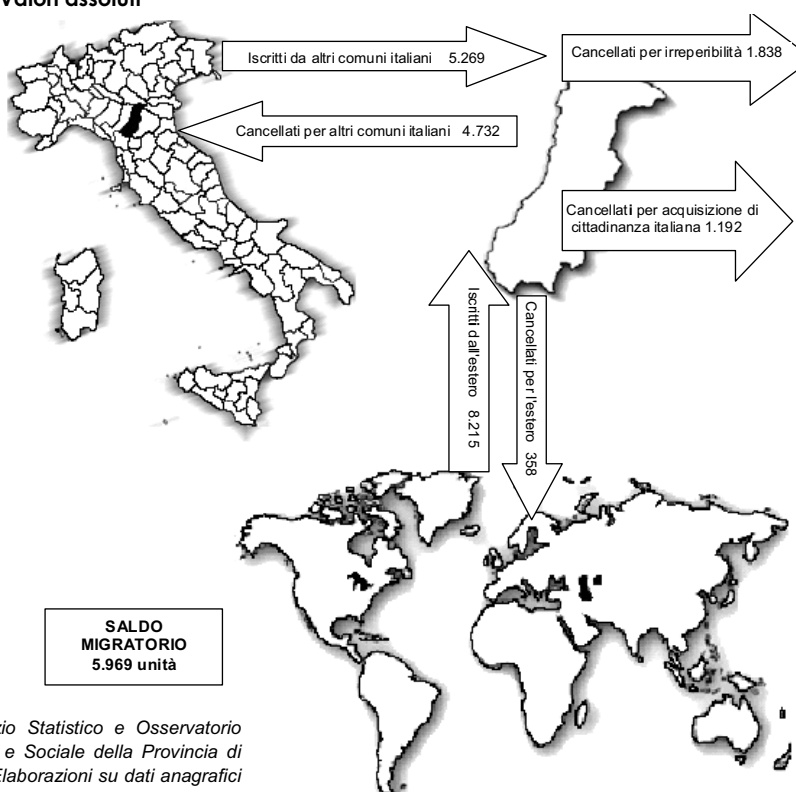 Valori assoluti
Iscritti da altri comuni italiani 5.269
Cancellati per irreperibilità 1.838
Cancellati per altri comuni italiani 4.732
Cancellati per acquisizione di
cittadinanza italiana 1.192
Iscritti dall'estero 8.215
Cancellati per l'estero 358
SALDO
MIGRATORIO
5.969 unità
Statistico e Osservatorio
e Sociale della Provincia di
Elaborazioni su dati anagrafici